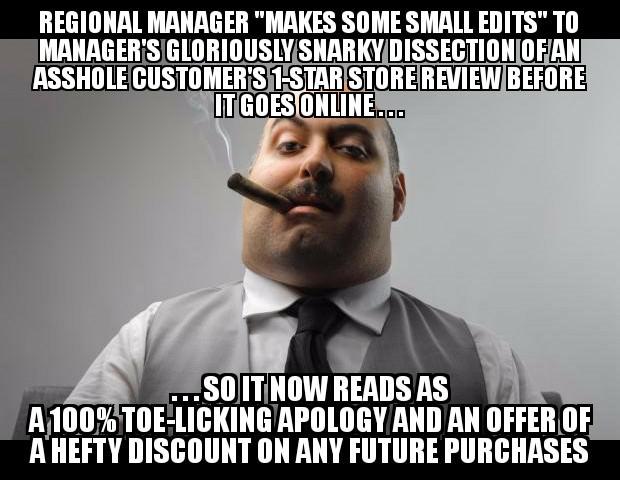 REGIONAL MANAGER "MAKES SOME SMALL EDITS" TO
MANAGER'S GLORIOUSLY SNARKY DISSECTION OF AN
ASSHOLE CUSTOMER'S 1-STAR STORE REVIEW BEFORE
IT GOES ONLINE . . .
. . . SO IT NOW READS AS
A 100% TOE-LICKING APOLOGY AND AN OFFER OF
A HEFTY DISCOUNT ON ANY FUTURE PURCHASES